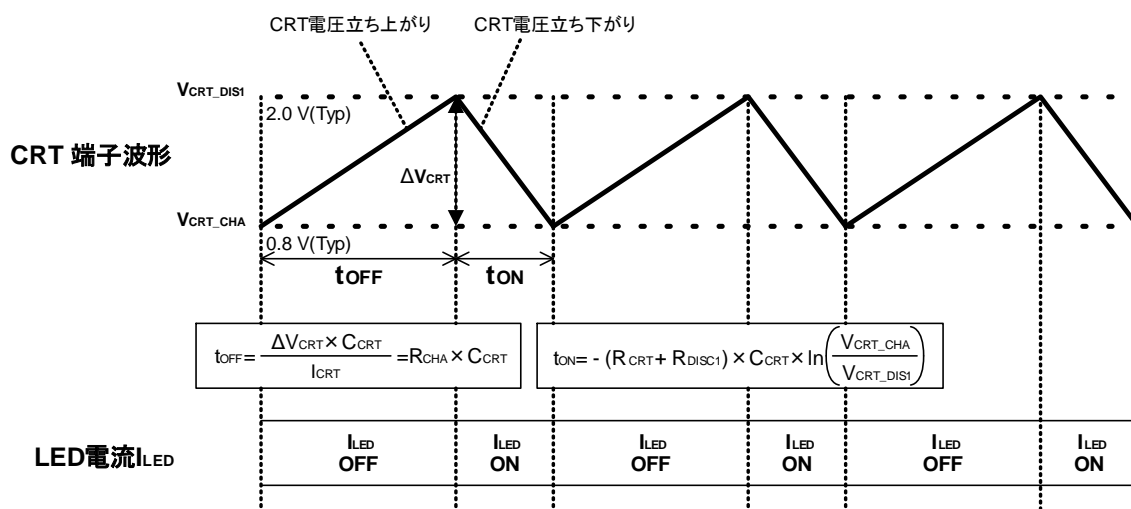 CRT電圧立ち上がり CRT電圧立ち下がり
VCRT_DIS1
2.0 V(Typ)
CRT 端子波形
ΔVCRT
VCRT_CHA
0.8 V(Typ)
tOFF tON
tOFF= ΔVCRT × CCRT / ICRT =RCHA × CCRT
tON= - (RCRT+ RDISC1) × CCRT × ln(VCRT_CHA / VCRT_DIS1)
LED電流ILED
ILED ILED ILED ILED ILED ILED
OFF ON OFF ON OFF ON